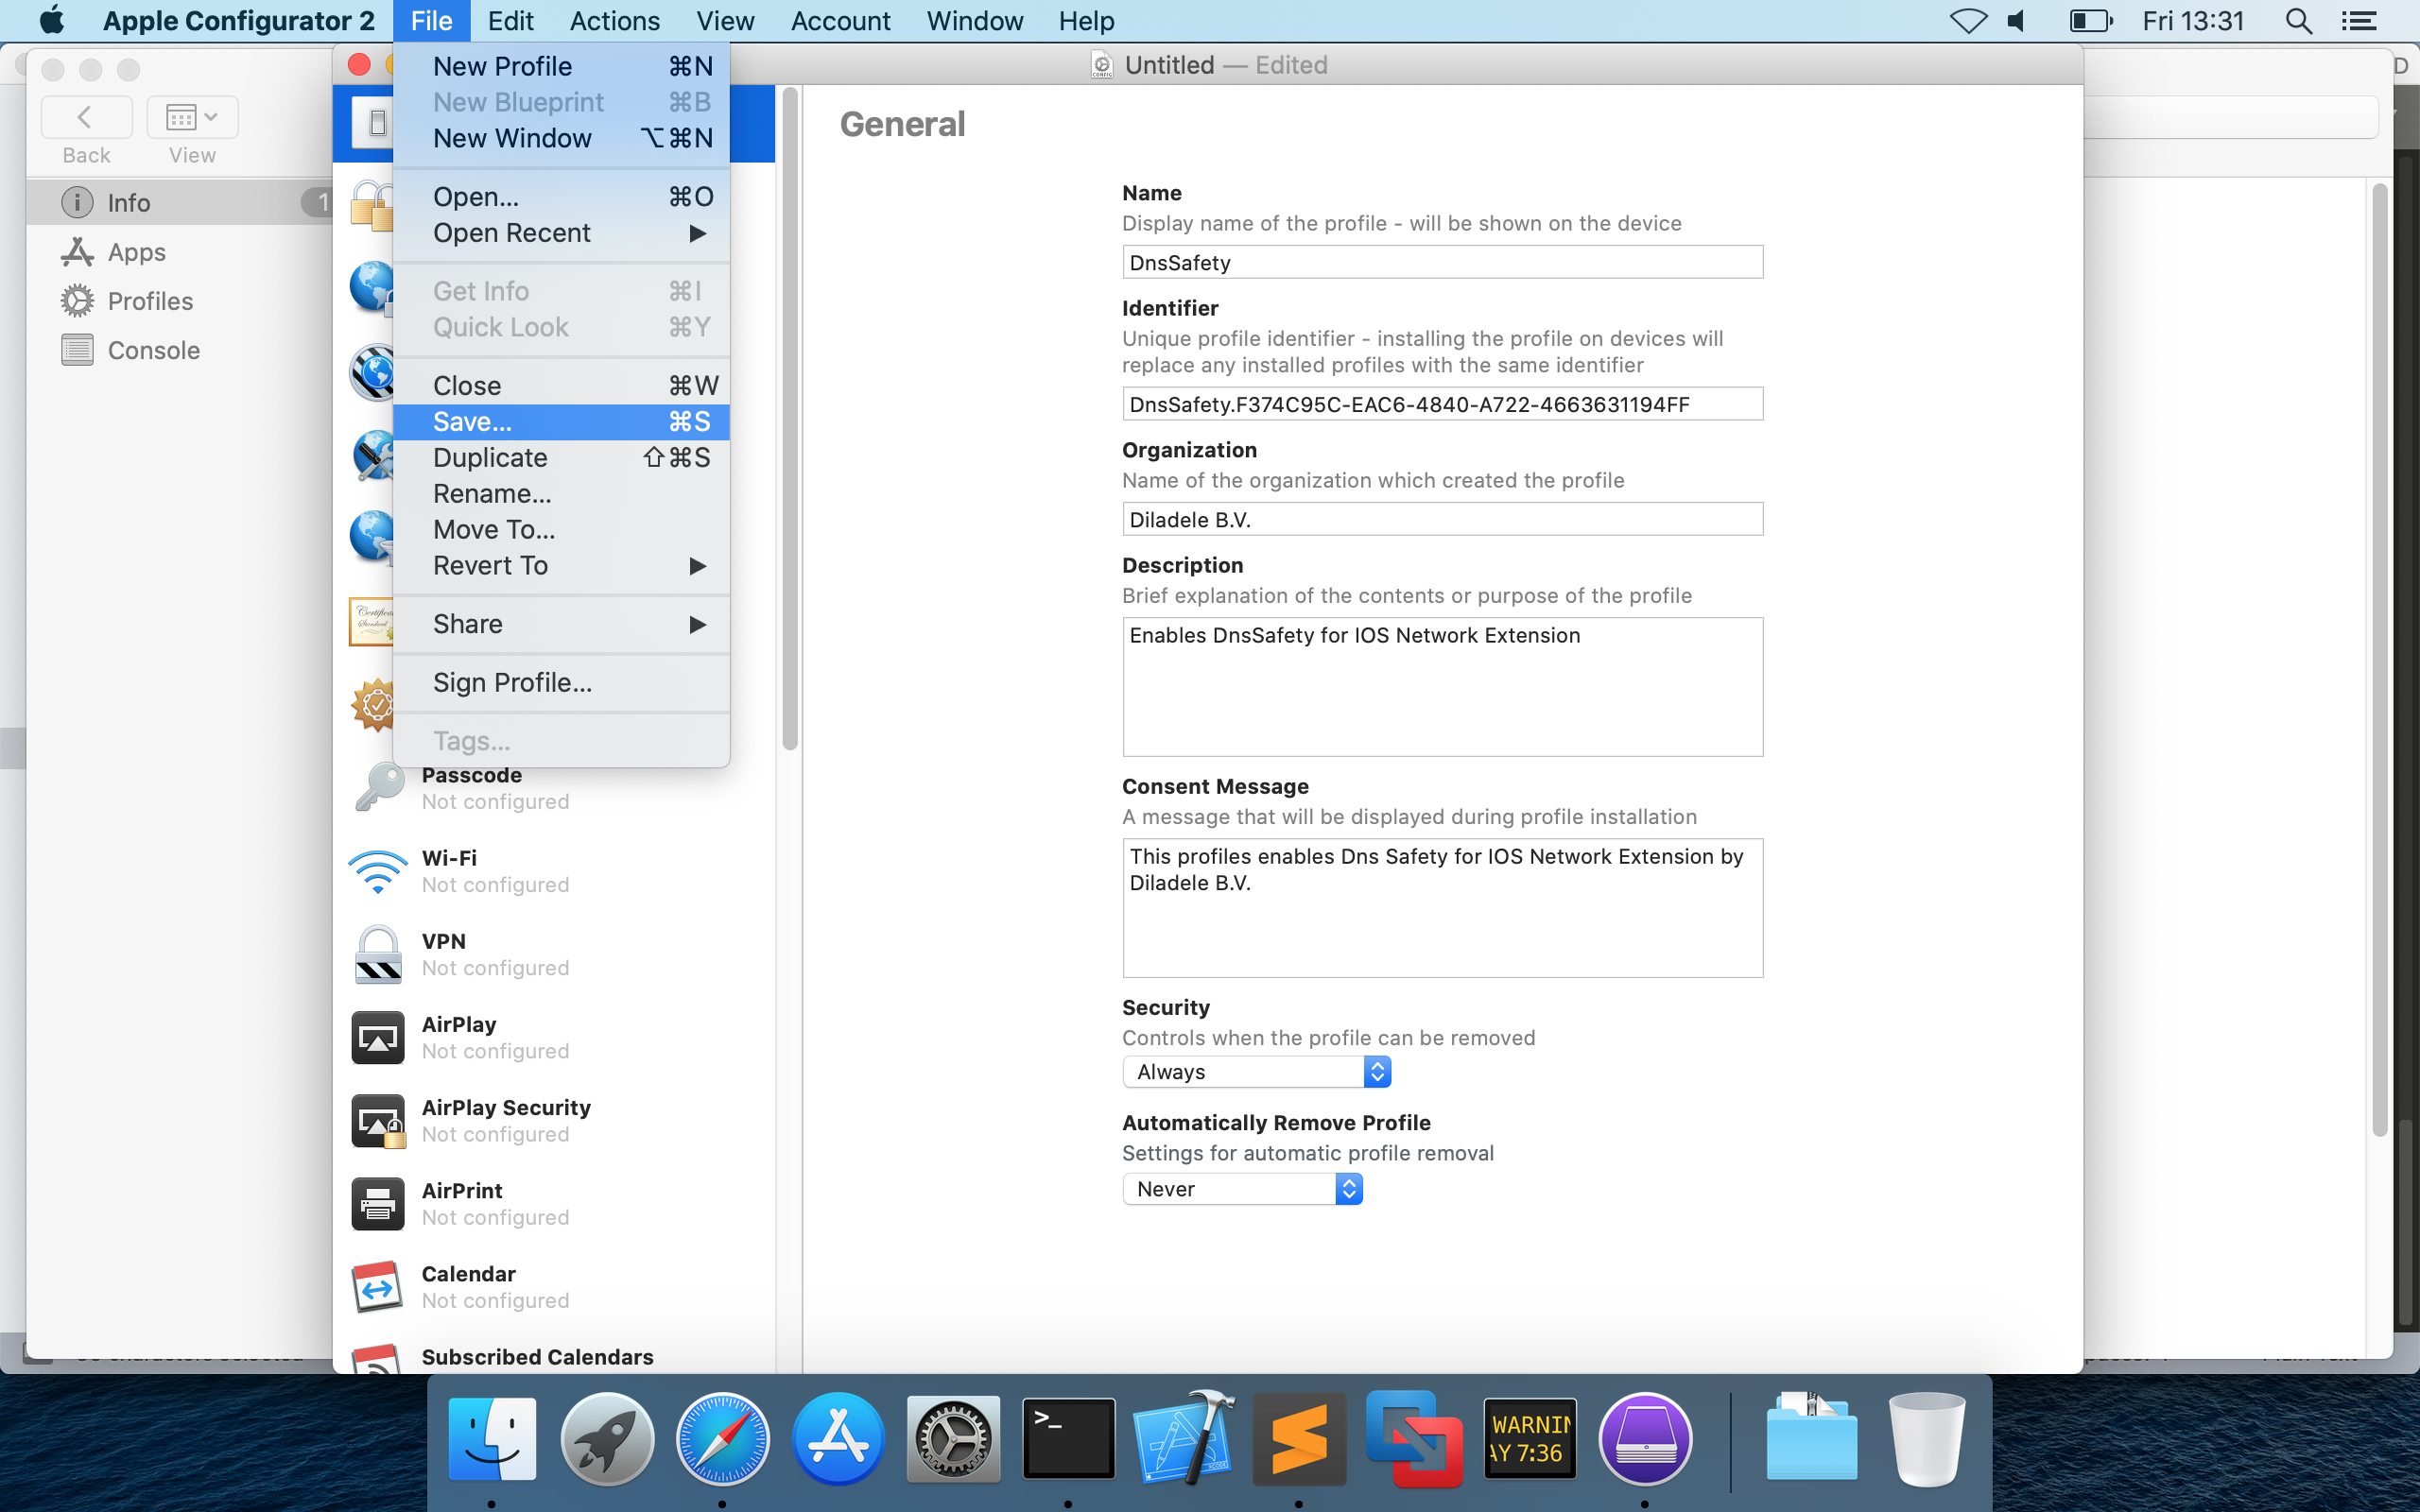 Apple Configurator 2 File Edit Actions View Account Window Help Fri 13:31
New Profile ⌘N
New Blueprint ⌘B
New Window ⌥⌘N
Open... ⌘O
Open Recent ▶
Get Info ⌘I
Quick Look ⌘Y
Close ⌘W
Save... ⌘S
Duplicate ⇧⌘S
Rename...
Move To...
Revert To ▶
Share ▶
Sign Profile...
Tags...
Back View
Info 1
Apps
Profiles
Console
Passcode
Not configured
Wi-Fi
Not configured
VPN
Not configured
AirPlay
Not configured
AirPlay Security
Not configured
AirPrint
Not configured
Calendar
Not configured
Subscribed Calendars
Untitled — Edited
General
Name
Display name of the profile - will be shown on the device
DnsSafety
Identifier
Unique profile identifier - installing the profile on devices will
replace any installed profiles with the same identifier
DnsSafety.F374C95C-EAC6-4840-A722-4663631194FF
Organization
Name of the organization which created the profile
Diladele B.V.
Description
Brief explanation of the contents or purpose of the profile
Enables DnsSafety for IOS Network Extension
Consent Message
A message that will be displayed during profile installation
This profiles enables Dns Safety for IOS Network Extension by
Diladele B.V.
Security
Controls when the profile can be removed
Always
Automatically Remove Profile
Settings for automatic profile removal
Never
D
WARNIN
AY 7:36